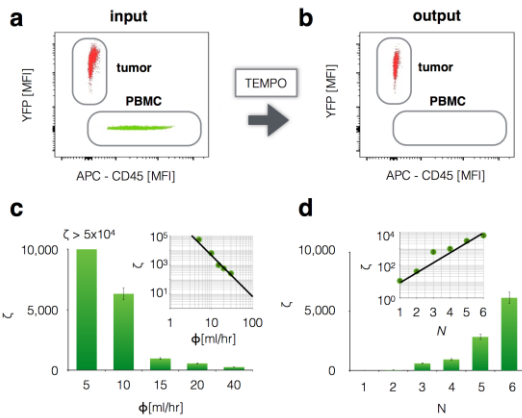 a
input
YFP [MFI]
tumor
PBMC
APC - CD45 [MFI]
TEMPO
b
output
YFP [MFI]
tumor
PBMC
APC - CD45 [MFI]
c
ζ > 5x10⁴
10,000
5,000
0
ζ
5 10 15 20 40
ϕ[ml/hr]
10⁵
10³
10¹
ζ
1 10 100
ϕ[ml/hr]
d
10,000
5,000
0
ζ
1 2 3 4 5 6
N
10⁴
10²
10⁰
ζ
1 2 3 4 5 6
N